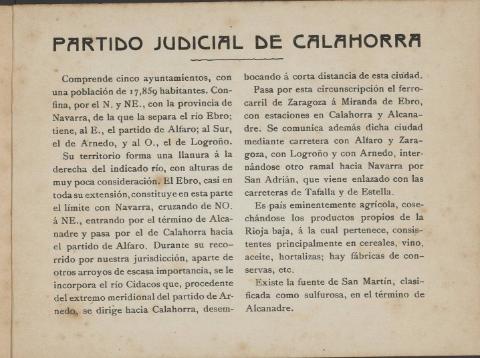 PARTIDO JUDICIAL DE CALAHORRA
Comprende cinco ayuntamientos, con
una población de 17,859 habitantes. Con-
fina, por el N. y NE., con la provincia de
Navarra, de la que la separa el río Ebro;
tiene, al E., el partido de Alfaro; al Sur,
el de Arnedo, y al O., el de Logroño.
Su territorio forma una llanura á la
derecha del indicado río, con alturas de
muy poca consideración. El Ebro, casi en
toda su extensión, constituye en esta parte
el límite con Navarra, cruzando de NO.
á NE., entrando por el término de Alca-
nadre y pasa por el de Calahorra hacia
el partido de Alfaro. Durante su reco-
rrido por nuestra jurisdicción, aparte de
otros arroyos de escasa importancia, se le
incorpora el río Cidacos que, procedente
del extremo meridional del partido de Ar-
nedo, se dirige hacia Calahorra, desem-
bocando á corta distancia de esta ciudad.
Pasa por esta circunscripción el ferro-
carril de Zaragoza á Miranda de Ebro,
con estaciones en Calahorra y Alcana-
dre. Se comunica además dicha ciudad
mediante carretera con Alfaro y Zara-
goza, con Logroño y con Arnedo, inter-
nándose otro ramal hacia Navarra por
San Adrián, que viene enlazado con las
carreteras de Tafalla y de Estella.
Es país eminentemente agrícola, cose-
chándose los productos propios de la
Rioja baja, á la cual pertenece, consis-
tentes principalmente en cereales, vino,
aceite, hortalizas; hay fábricas de con-
servas, etc.
Existe la fuente de San Martín, clasi-
ficada como sulfurosa, en el término de
Alcanadre.